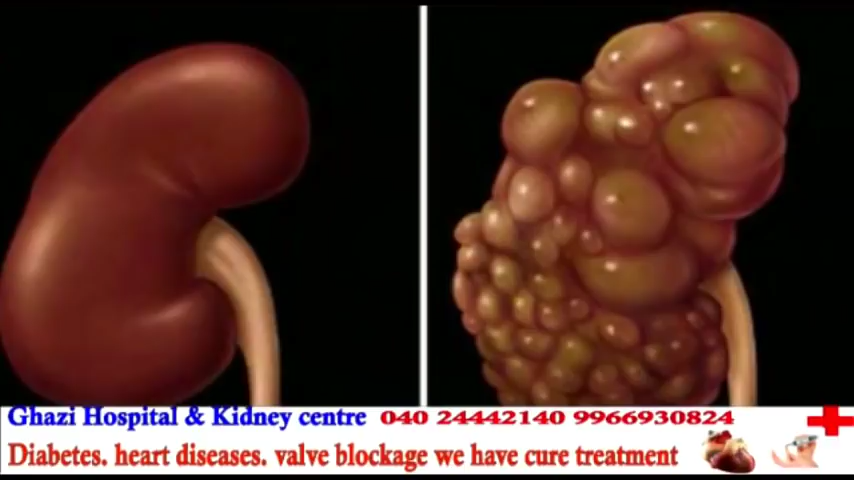 Ghazi Hospital & Kidney centre 040 24442140 9966930824
Diabetes. heart diseases. valve blockage we have cure treatment